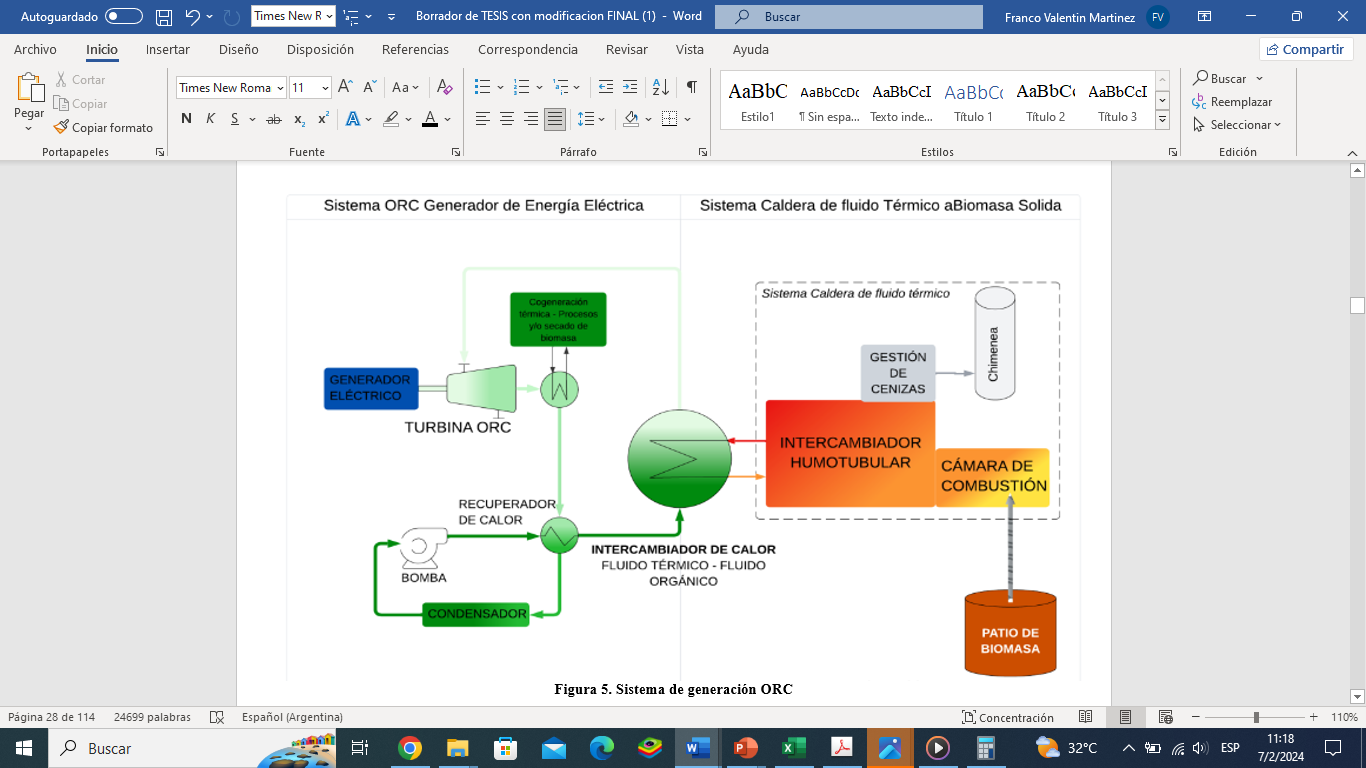 Autoguardado
Times New R
Borrador de TESIS con modificacion FINAL (1) - Word
Buscar
Franco Valentin Martinez
FV
Archivo
Inicio
Insertar
Diseño
Disposición
Referencias
Correspondencia
Revisar
Vista
Ayuda
Compartir
Pegar
Cortar
Copiar
Copiar formato
Portapapeles
Times New Roma
11
Aa
N K S ab x₂ x² A A
Fuente
Párrafo
AaBbC
AaBbCcDc
AaBbCcI
AaBbCc
AaBbCc
AaBbCcI
Estilo1
¶ Sin espa...
Texto inde...
Título 1
Título 2
Título 3
Estilos
Buscar
Reemplazar
Seleccionar
Edición
Sistema ORC Generador de Energía Eléctrica
Sistema Caldera de fluido Térmico aBiomasa Solida
Sistema Caldera de fluido térmico
Cogeneración
térmica - Procesos
y/o secado de
biomasa
Chimenea
GESTIÓN
DE
CENIZAS
GENERADOR
ELÉCTRICO
TURBINA ORC
INTERCAMBIADOR
HUMOTUBULAR
CÁMARA DE
COMBUSTIÓN
RECUPERADOR
DE CALOR
BOMBA
INTERCAMBIADOR DE CALOR
FLUIDO TÉRMICO - FLUIDO
ORGÁNICO
CONDENSADOR
PATIO DE
BIOMASA
Figura 5. Sistema de generación ORC
Página 28 de 114
24699 palabras
Español (Argentina)
Concentración
110%
Buscar
32°C
ESP
11:18
7/2/2024